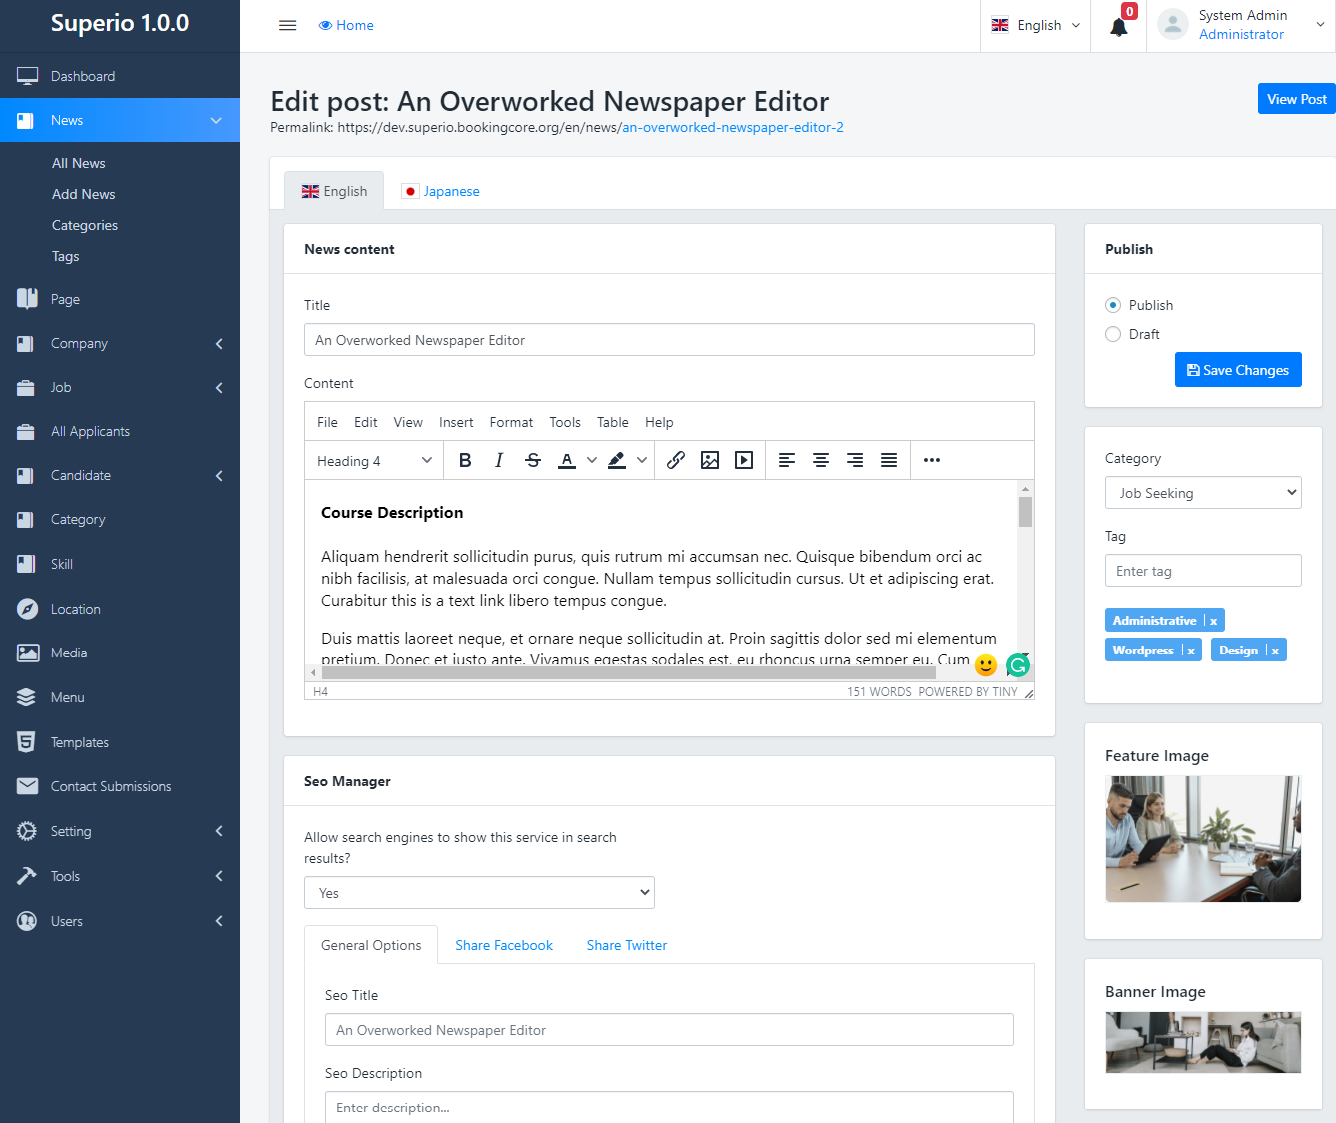 Superio 1.0.0
Home
English
0
System Admin
Administrator
Dashboard
News
All News
Add News
Categories
Tags
Page
Company
Job
All Applicants
Candidate
Category
Skill
Location
Media
Menu
Templates
Contact Submissions
Setting
Tools
Users
Edit post: An Overworked Newspaper Editor
View Post
Permalink: https://dev.superio.bookingcore.org/en/news/an-overworked-newspaper-editor-2
English
Japanese
News content
Title
An Overworked Newspaper Editor
Content
File Edit View Insert Format Tools Table Help
Heading 4
B I S A
Course Description
Aliquam hendrerit sollicitudin purus, quis rutrum mi accumsan nec. Quisque bibendum orci ac
nibh facilisis, at malesuada orci congue. Nullam tempus sollicitudin cursus. Ut et adipiscing erat.
Curabitur this is a text link libero tempus congue.
Duis mattis laoreet neque, et ornare neque sollicitudin at. Proin sagittis dolor sed mi elementum
pretium. Donec et justo ante. Vivamus egestas sodales est, eu rhoncus urna semper eu. Cum
H4
151 WORDS POWERED BY TINY
Seo Manager
Allow search engines to show this service in search
results?
Yes
General Options
Share Facebook
Share Twitter
Seo Title
An Overworked Newspaper Editor
Seo Description
Enter description...
Publish
Publish
Draft
Save Changes
Category
Job Seeking
Tag
Enter tag
Administrative | x
Wordpress | x
Design | x
Feature Image
Banner Image